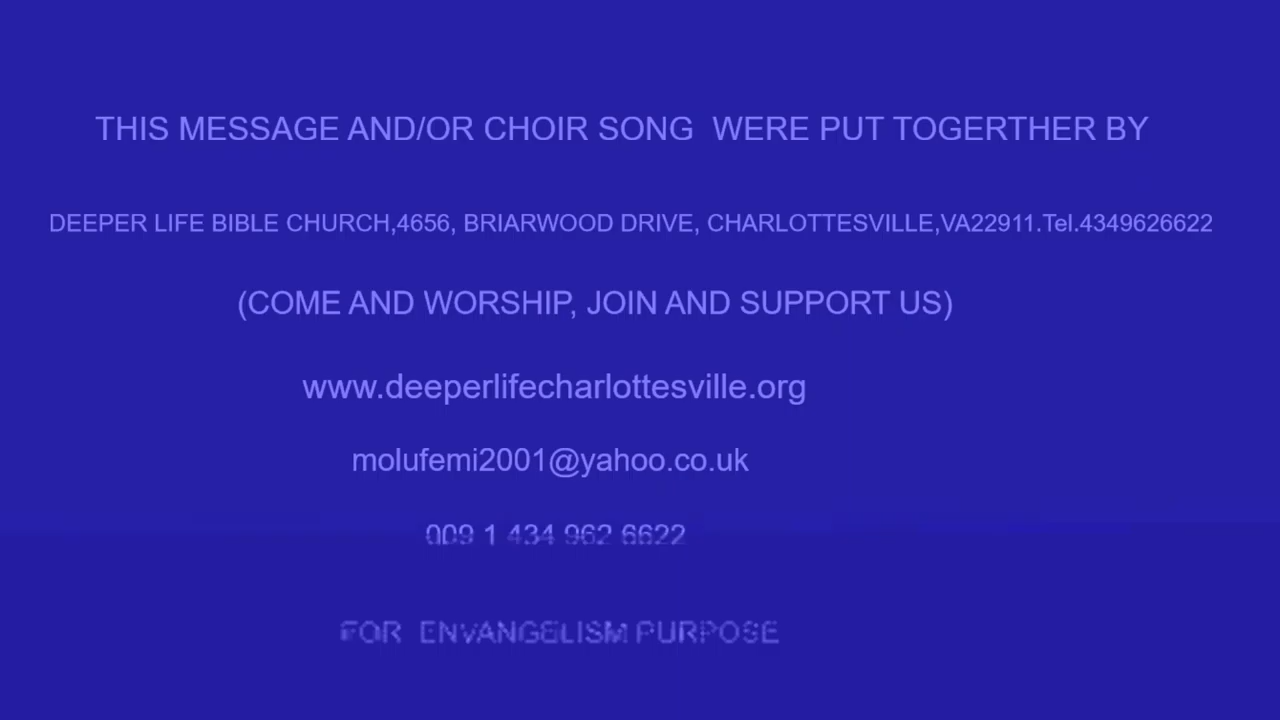 THIS MESSAGE AND/OR CHOIR SONG WERE PUT TOGERTHER BY
DEEPER LIFE BIBLE CHURCH,4656, BRIARWOOD DRIVE, CHARLOTTESVILLE,VA22911.Tel.4349626622
(COME AND WORSHIP, JOIN AND SUPPORT US)
www.deeperlifecharlottesville.org
molufemi2001@yahoo.co.uk
009 1 434 962 6622
FOR ENVANGELISM PURPOSE